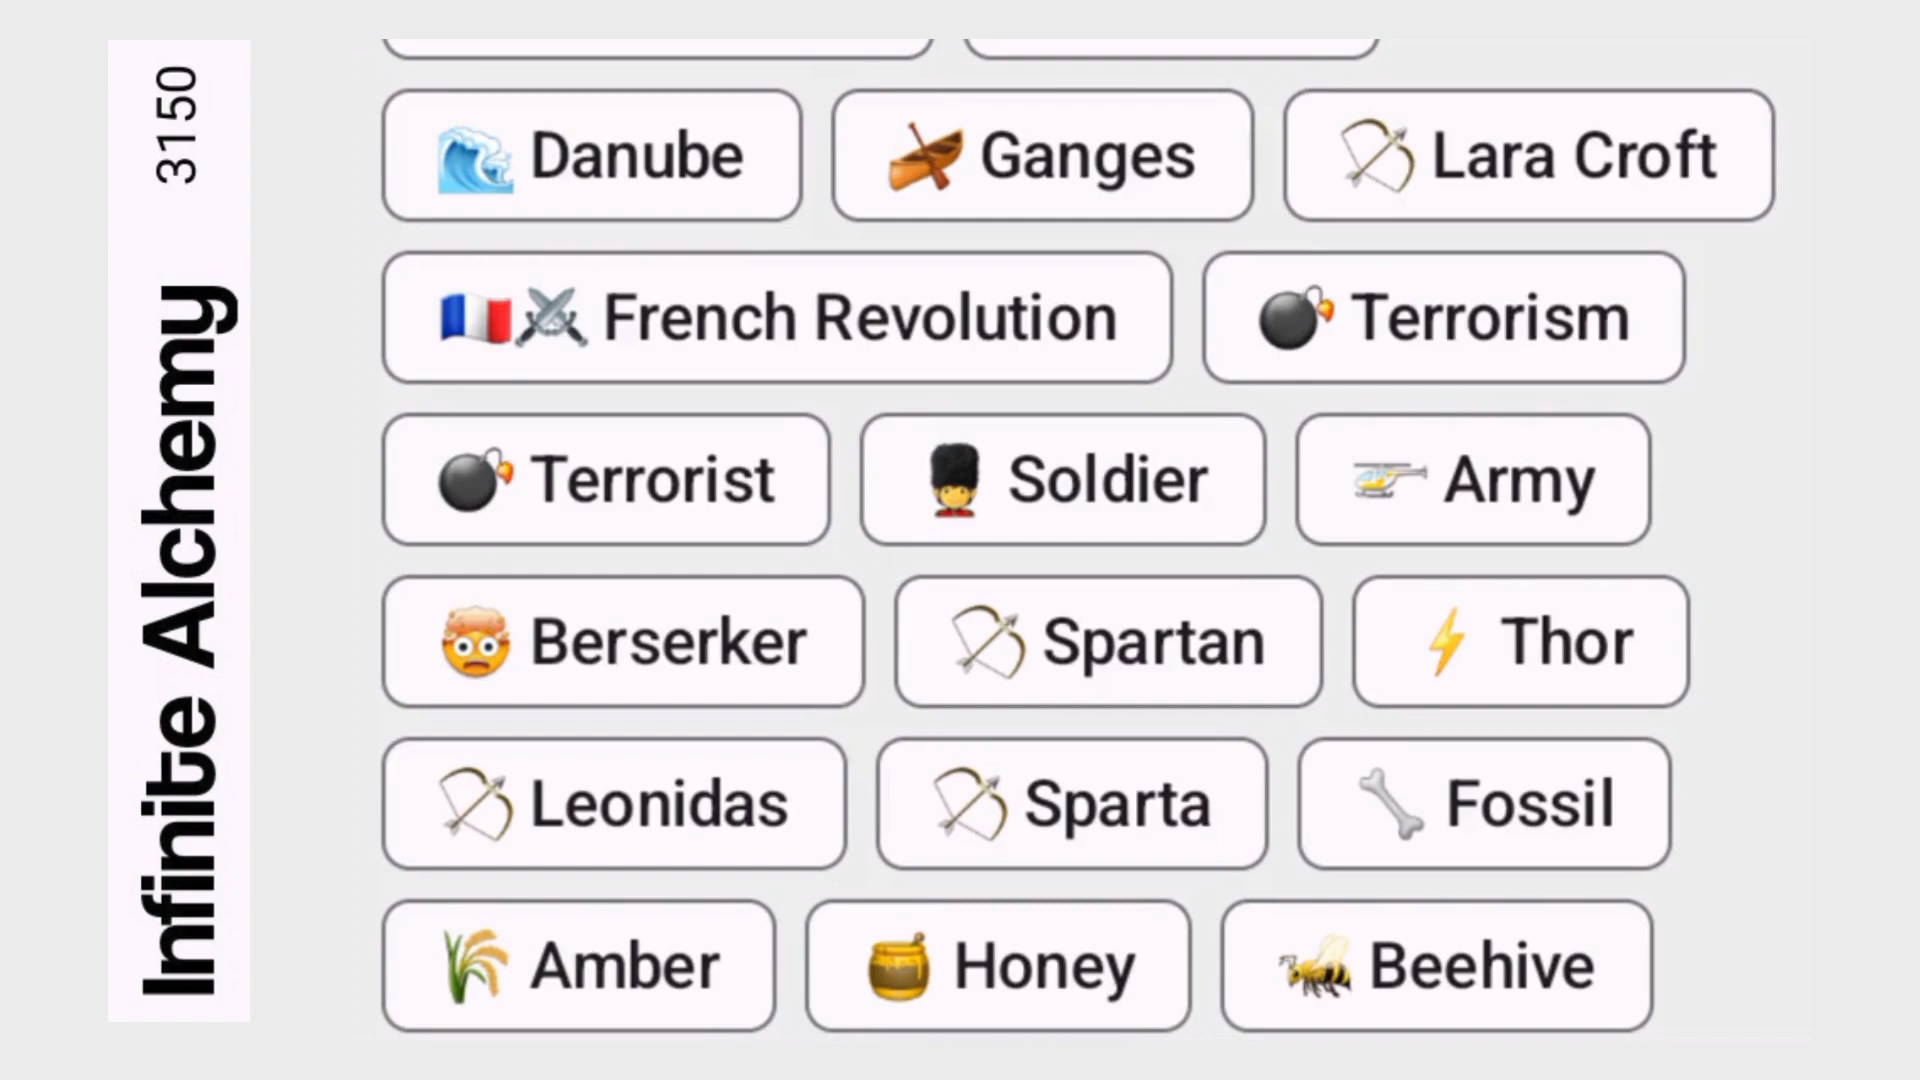 Infinite Alchemy 3150
🌊 Danube 🛶 Ganges 🏹 Lara Croft
🇫🇷⚔️ French Revolution 💣 Terrorism
💣 Terrorist 💂 Soldier 🚁 Army
🤯 Berserker 🏹 Spartan ⚡ Thor
🏹 Leonidas 🏹 Sparta 🦴 Fossil
🌾 Amber 🍯 Honey 🐝 Beehive